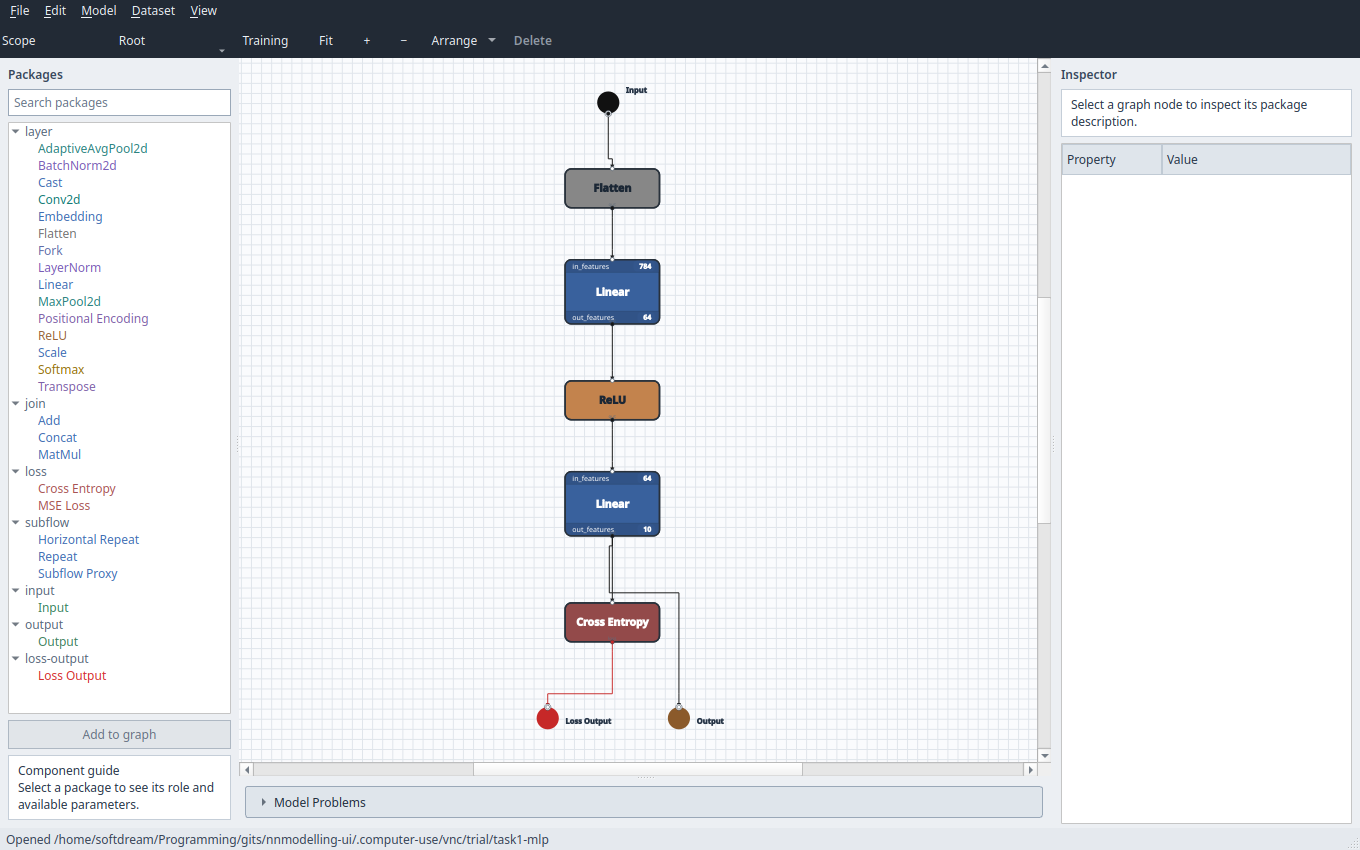 File Edit Model Dataset View
Scope Root Training Fit + − Arrange Delete
Packages
Search packages
layer
AdaptiveAvgPool2d
BatchNorm2d
Cast
Conv2d
Embedding
Flatten
Fork
LayerNorm
Linear
MaxPool2d
Positional Encoding
ReLU
Scale
Softmax
Transpose
join
Add
Concat
MatMul
loss
Cross Entropy
MSE Loss
subflow
Horizontal Repeat
Repeat
Subflow Proxy
input
Input
output
Output
loss-output
Loss Output
Add to graph
Component guide
Select a package to see its role and
available parameters.
Input
Flatten
in_features 784
Linear
out_features 64
ReLU
in_features 64
Linear
out_features 10
Cross Entropy
Loss Output Output
Model Problems
Inspector
Select a graph node to inspect its package
description.
Property Value
Opened /home/softdream/Programming/gits/nnmodelling-ui/.computer-use/vnc/trial/task1-mlp